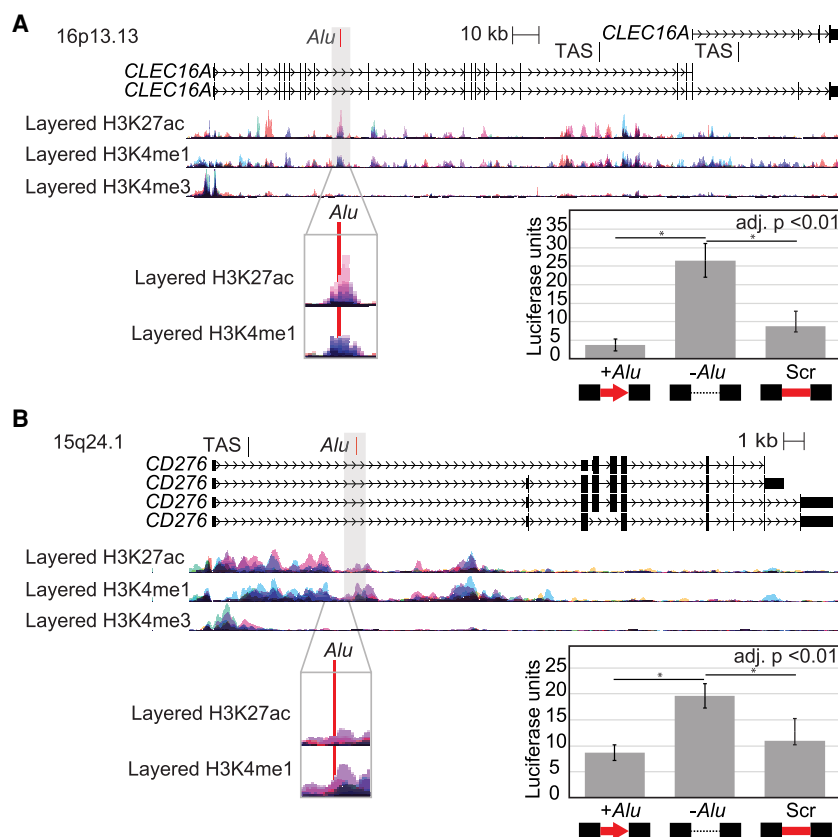 A
16p13.13
Alu
10 kb
CLEC16A
TAS
TAS
CLEC16A
CLEC16A
Layered H3K27ac
Layered H3K4me1
Layered H3K4me3
Alu
Layered H3K27ac
Layered H3K4me1
adj. p <0.01
Luciferase units
35
30
25
20
15
10
5
0
*
*
+Alu
-Alu
Scr
B
15q24.1
TAS
Alu
1 kb
CD276
CD276
CD276
CD276
Layered H3K27ac
Layered H3K4me1
Layered H3K4me3
Alu
Layered H3K27ac
Layered H3K4me1
adj. p <0.01
Luciferase units
25
20
15
10
5
0
*
*
+Alu
-Alu
Scr